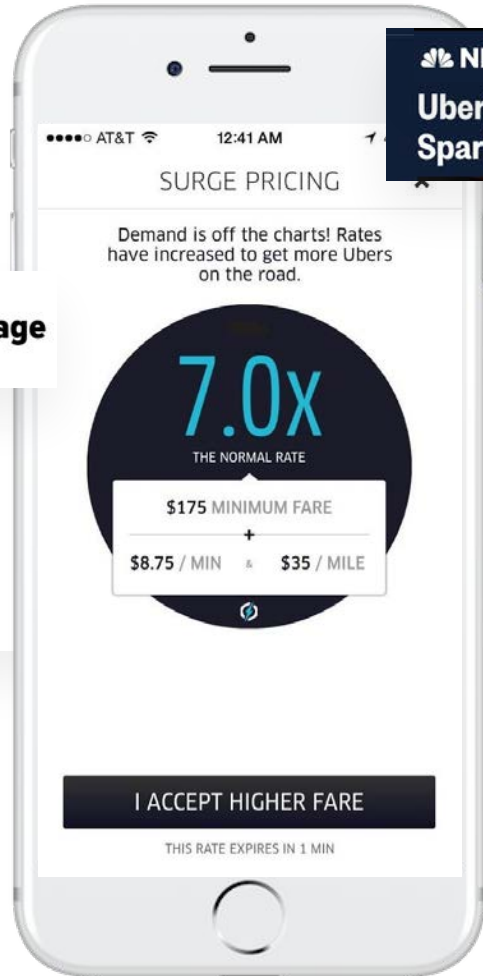 Uber
AT&T 12:41 AM
SURGE PRICING
Demand is off the charts! Rates
have increased to get more Ubers
on the road.
age
7.0x
THE NORMAL RATE
$175 MINIMUM FARE
+
$8.75 / MIN & $35 / MILE
I ACCEPT HIGHER FARE
THIS RATE EXPIRES IN 1 MIN